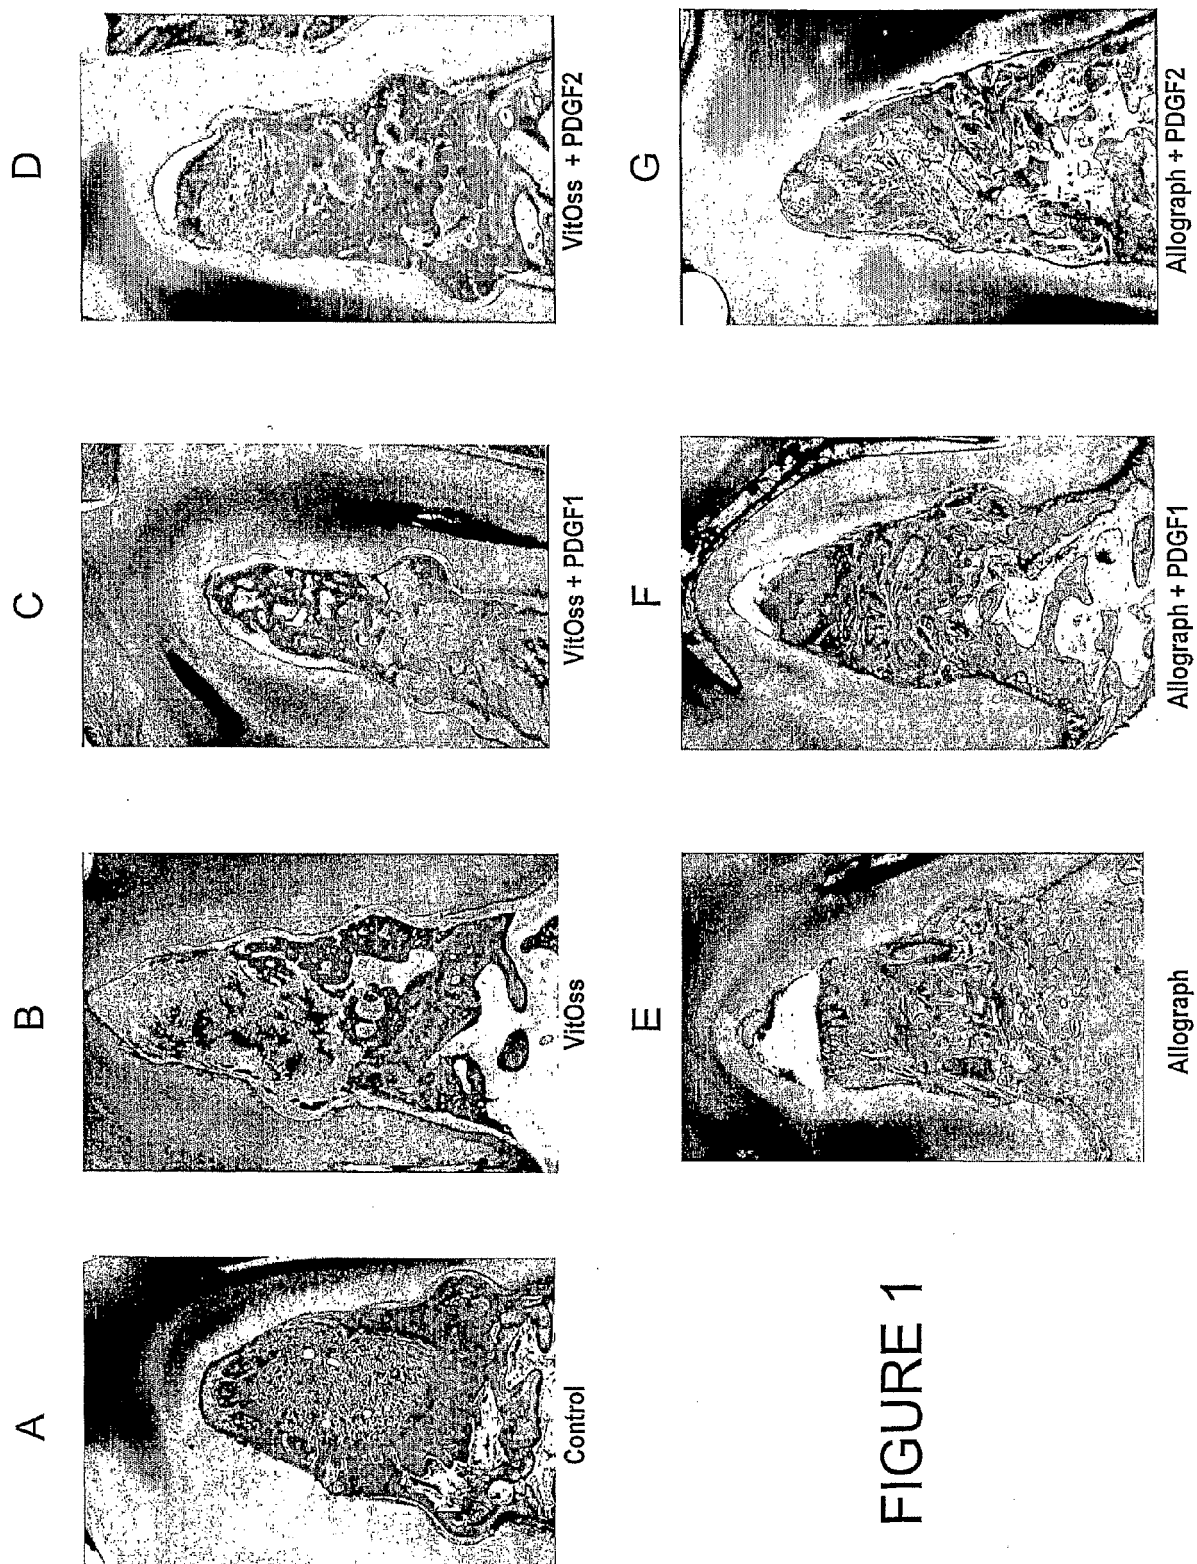 A
Control
B
VitOss
C
VitOss + PDGF1
D
VitOss + PDGF2
E
Allograph
F
Allograph + PDGF1
G
Allograph + PDGF2
FIGURE 1